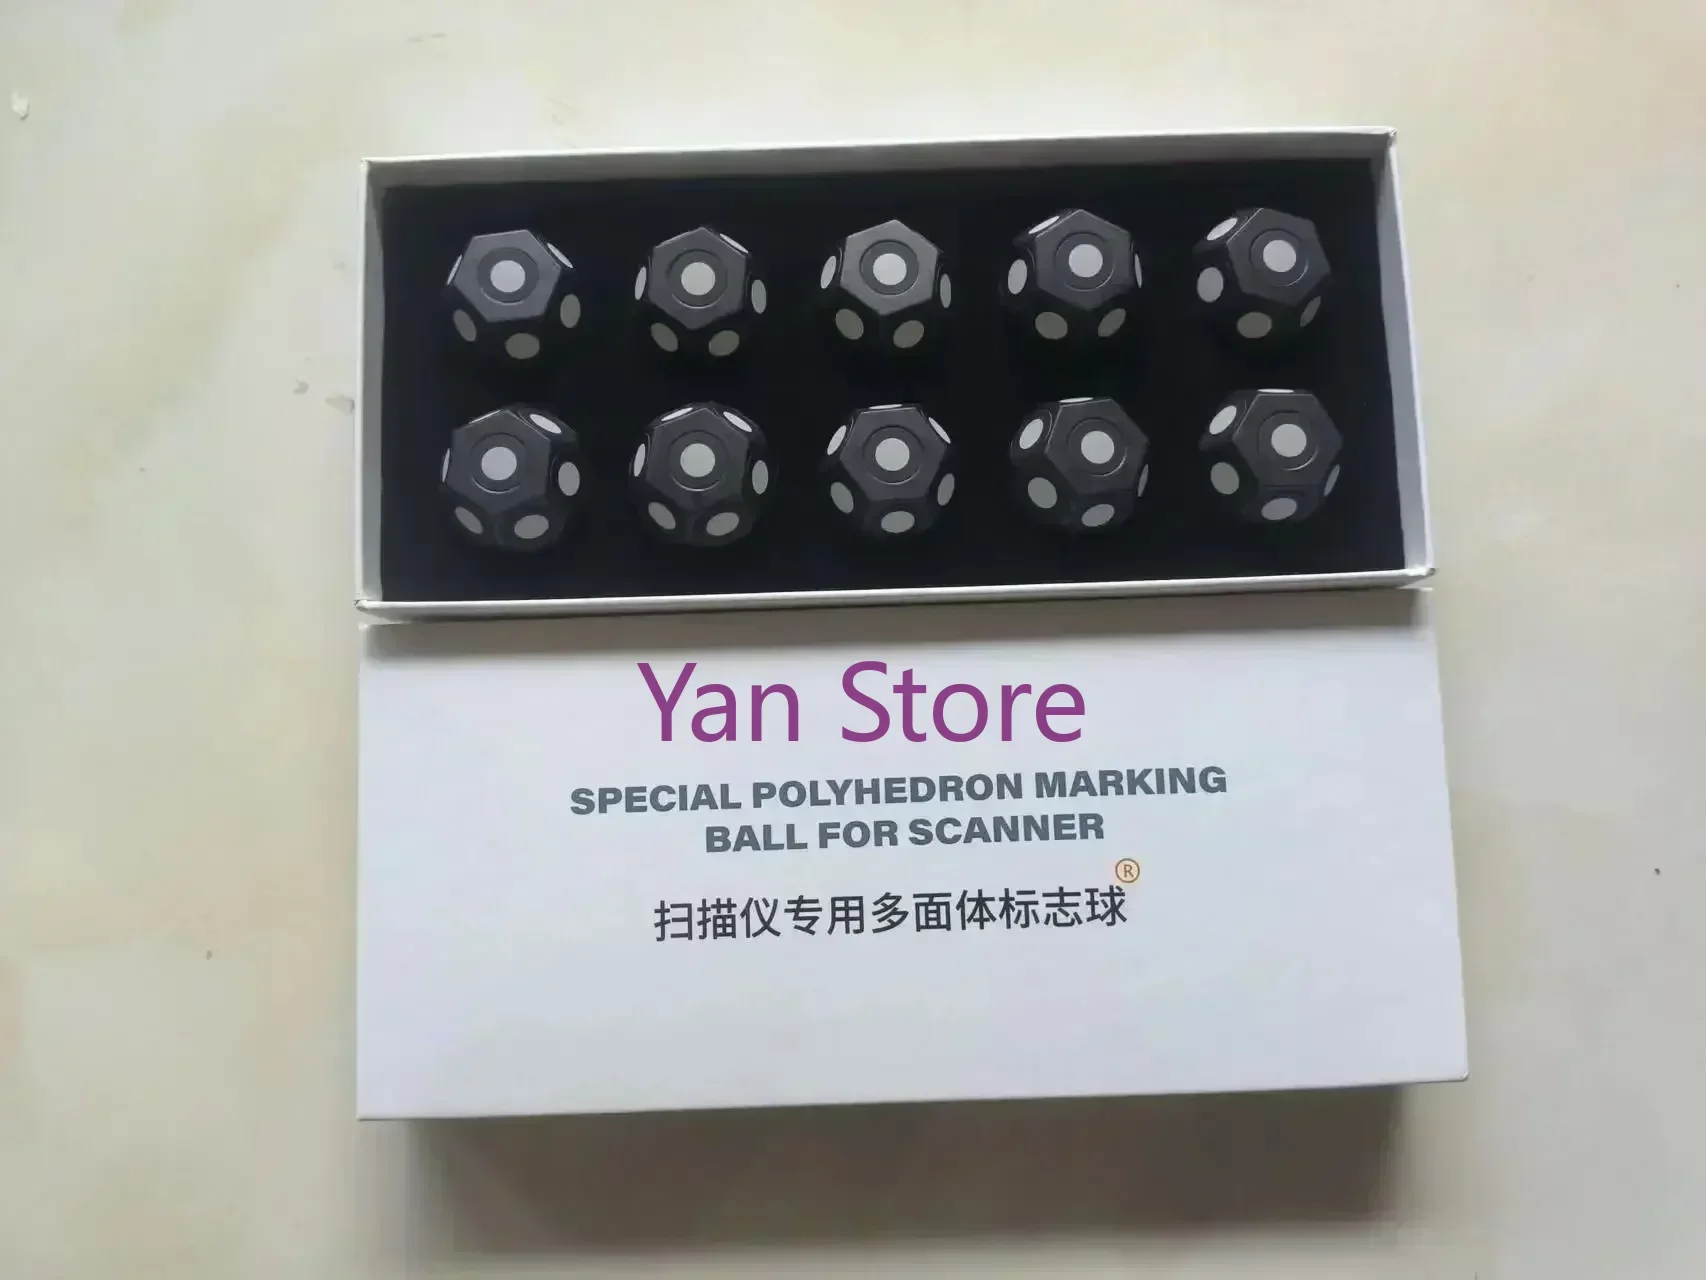 Yan Store
SPECIAL POLYHEDRON MARKING
BALL FOR SCANNER
扫描仪专用多面体标志球®